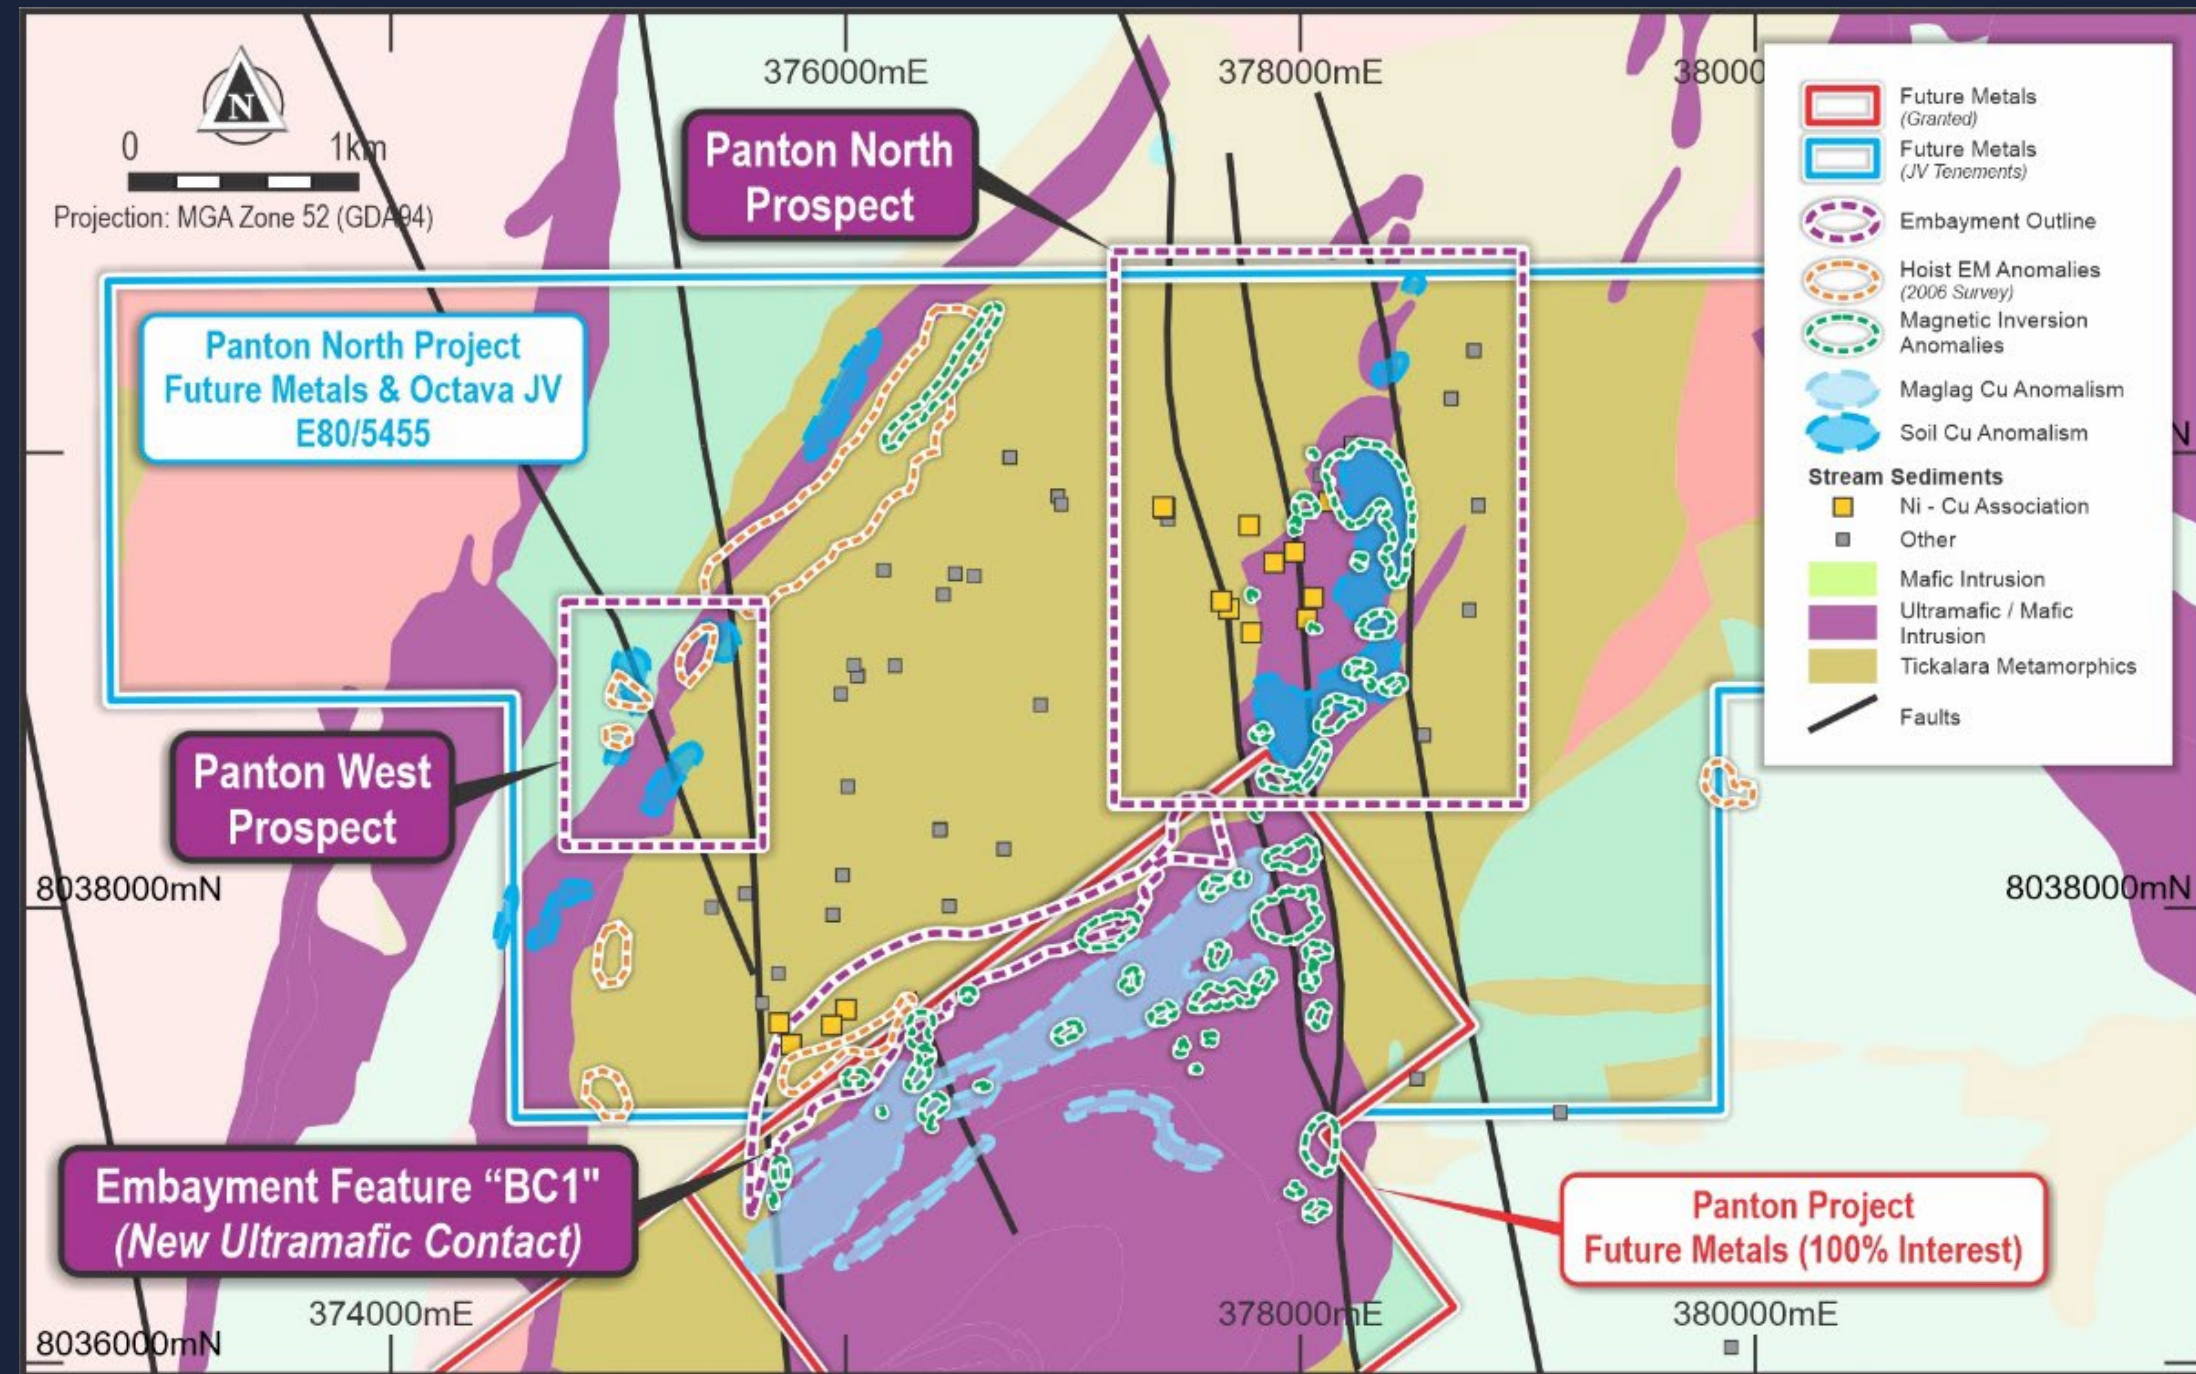 376000mE
378000mE
38000
N
0 1km
Projection: MGA Zone 52 (GDA94)
Panton North
Prospect
Future Metals
(Granted)
Future Metals
(JV Tenements)
Embayment Outline
Hoist EM Anomalies
(2006 Survey)
Magnetic Inversion
Anomalies
Maglag Cu Anomalism
Soil Cu Anomalism
Stream Sediments
Ni - Cu Association
Other
Mafic Intrusion
Ultramafic / Mafic
Intrusion
Tickalara Metamorphics
Faults
N
Panton North Project
Future Metals & Octava JV
E80/5455
Panton West
Prospect
8038000mN
8038000mN
Embayment Feature “BC1"
(New Ultramafic Contact)
Panton Project
Future Metals (100% Interest)
374000mE
378000mE
380000mE
8036000mN